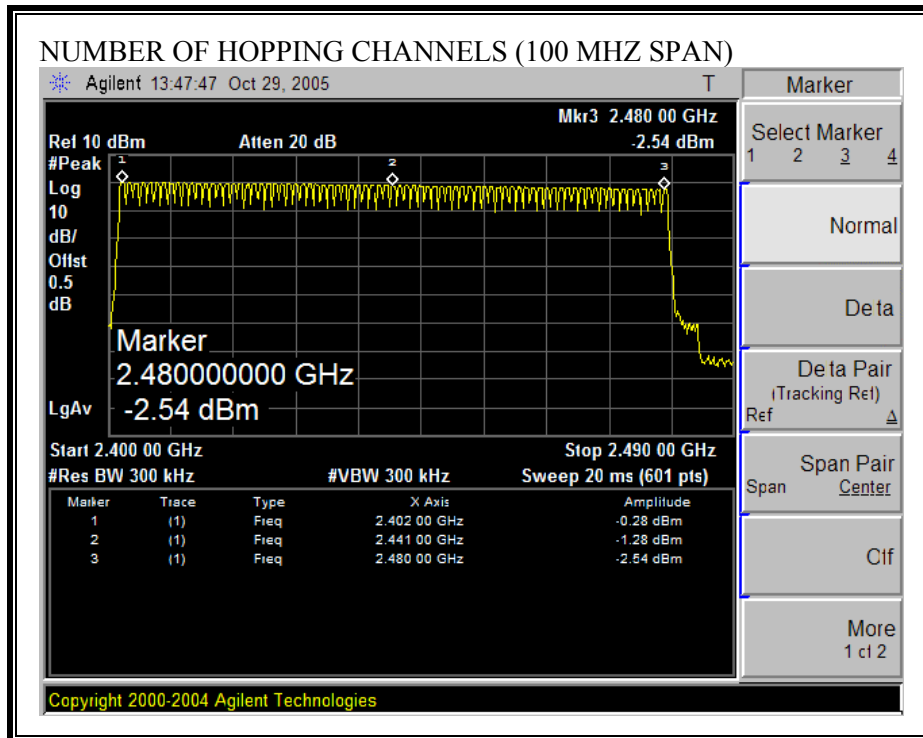 NUMBER OF HOPPING CHANNELS (100 MHZ SPAN)
Agilent 13:47:47 Oct 29, 2005 T
Mkr3 2.480 00 GHz
Ref 10 dBm Atten 20 dB -2.54 dBm
#Peak
Log
10
dB/
Offst
0.5
dB
1 2 3
Marker
2.480000000 GHz
-2.54 dBm
LgAv
Start 2.400 00 GHz Stop 2.490 00 GHz
#Res BW 300 kHz #VBW 300 kHz Sweep 20 ms (601 pts)
Marker Trace Type X Axis Amplitude
1 (1) Freq 2.402 00 GHz -0.28 dBm
2 (1) Freq 2.441 00 GHz -1.28 dBm
3 (1) Freq 2.480 00 GHz -2.54 dBm
Copyright 2000-2004 Agilent Technologies
Marker
Select Marker
1 2 3 4
Normal
Delta
Delta Pair
(Tracking Ref)
Ref Δ
Span Pair
Span Center
Off
More
1 of 2